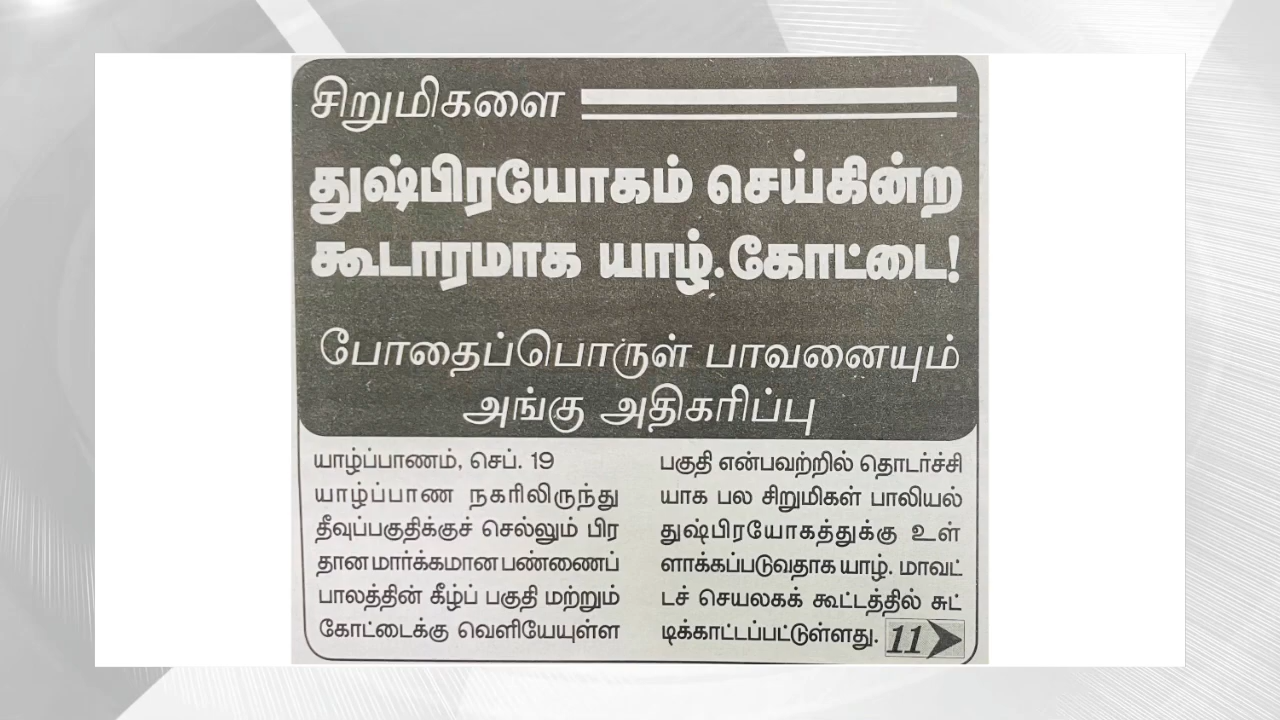 சிறுமிகளை
துஷ்பிரயோகம் செய்கின்ற
கூடாரமாக யாழ்.கோட்டை!
போதைப்பொருள் பாவனையும்
அங்கு அதிகரிப்பு
யாழ்ப்பாணம், செப். 19
யாழ்ப்பாண நகரிலிருந்து
தீவுப்பகுதிக்குச் செல்லும் பிர
தான மார்க்கமான பண்ணைப்
பாலத்தின் கீழ்ப் பகுதி மற்றும்
கோட்டைக்கு வெளியேயுள்ள
பகுதி என்பவற்றில் தொடர்ச்சி
யாக பல சிறுமிகள் பாலியல்
துஷ்பிரயோகத்துக்கு உள்
ளாக்கப்படுவதாக யாழ். மாவட்
டச் செயலகக் கூட்டத்தில் சுட்
டிக்காட்டப்பட்டுள்ளது. 11